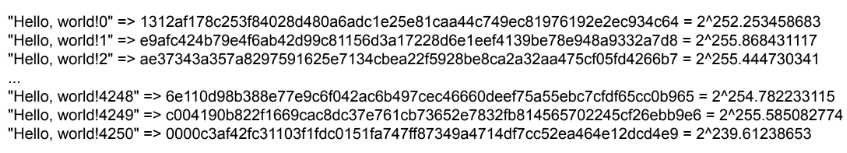 "Hello, world!0" => 1312af178c253f84028d480a6adc1e25e81caa44c749ec81976192e2ec934c64 = 2^252.253458683
"Hello, world!1" => e9afc424b79e4f6ab42d99c81156d3a17228d6e1eef4139be78e948a9332a7d8 = 2^255.868431117
"Hello, world!2" => ae37343a357a8297591625e7134cbea22f5928be8ca2a32aa475cf05fd4266b7 = 2^255.444730341
...
"Hello, world!4248" => 6e110d98b388e77e9c6f042ac6b497cec46660deef75a55ebc7cfdf65cc0b965 = 2^254.782233115
"Hello, world!4249" => c004190b822f1669cac8dc37e761cb73652e7832fb814565702245cf26ebb9e6 = 2^255.585082774
"Hello, world!4250" => 0000c3af42fc31103f1fdc0151fa747ff87349a4714df7cc52ea464e12dcd4e9 = 2^239.61238653